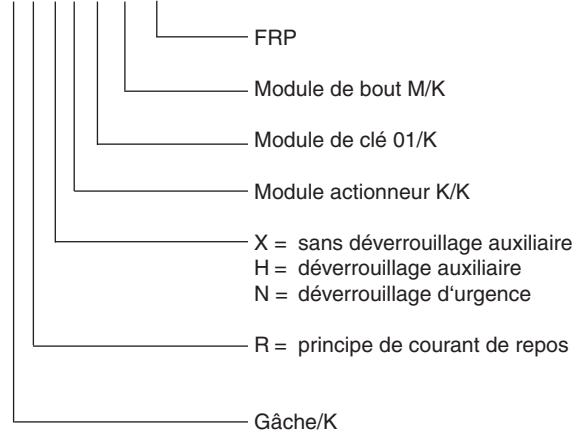 FRP
Module de bout M/K
Module de clé 01/K
Module actionneur K/K
X = sans déverrouillage auxiliaire
H = déverrouillage auxiliaire
N = déverrouillage d‘urgence
R = principe de courant de repos
Gâche/K